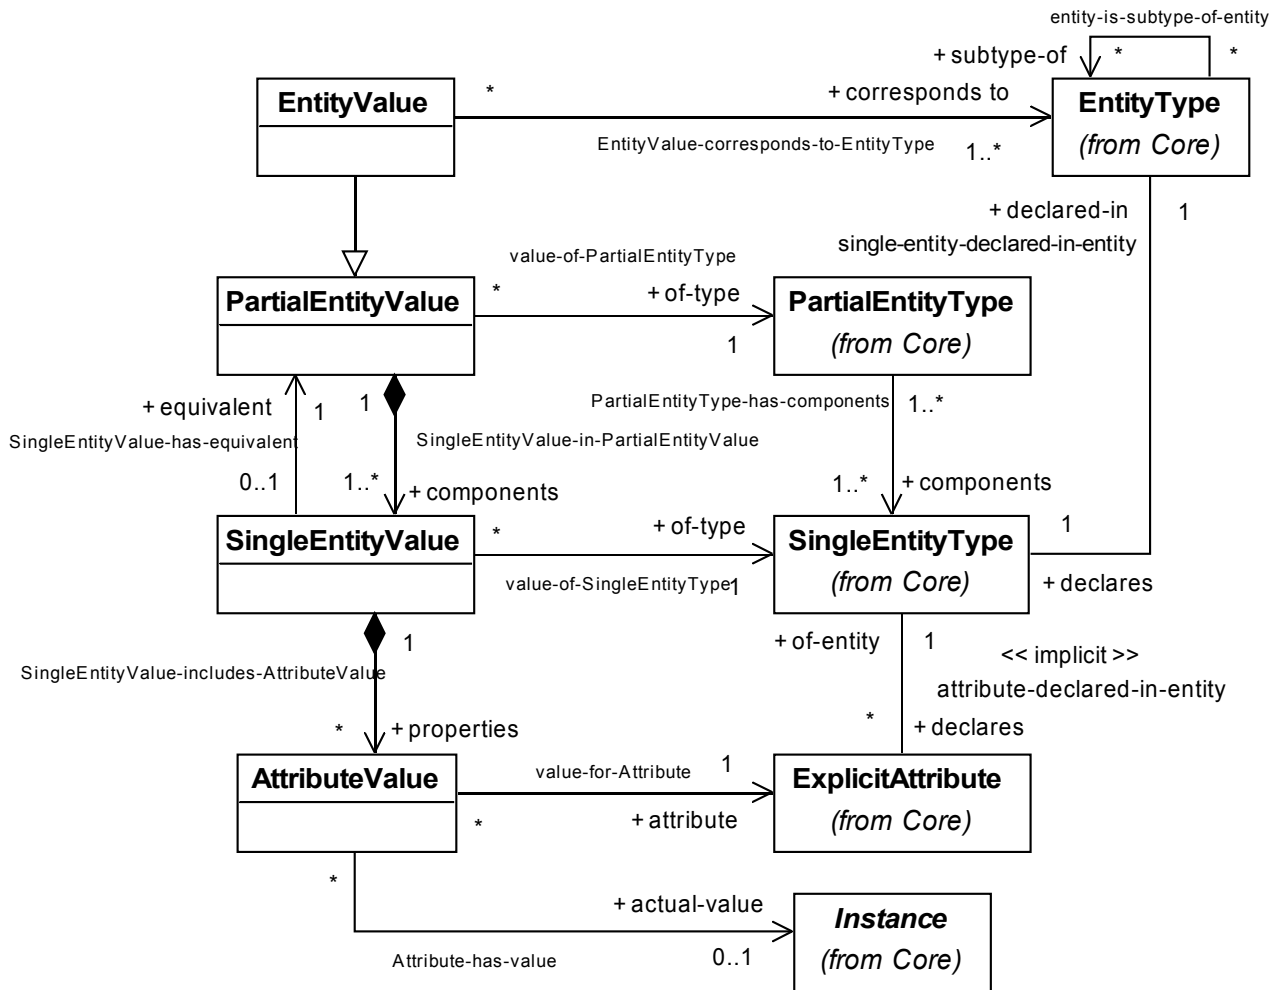 entity-is-subtype-of-entity
+ subtype-of * *
EntityValue * + corresponds to EntityType
(from Core)
EntityValue-corresponds-to-EntityType 1..*
+ declared-in 1
single-entity-declared-in-entity
value-of-PartialEntityType
PartialEntityValue * + of-type PartialEntityType
1 (from Core)
+ equivalent 1 1 PartialEntityType-has-components 1..*
SingleEntityValue-has-equivalent SingleEntityValue-in-PartialEntityValue
0..1 1..* + components 1..* + components
SingleEntityValue * + of-type SingleEntityType 1
value-of-SingleEntityType 1 (from Core) + declares
1 + of-entity 1 << implicit >>
SingleEntityValue-includes-AttributeValue attribute-declared-in-entity
* + properties * + declares
AttributeValue value-for-Attribute 1 ExplicitAttribute
* + attribute (from Core)
* + actual-value Instance
Attribute-has-value 0..1 (from Core)